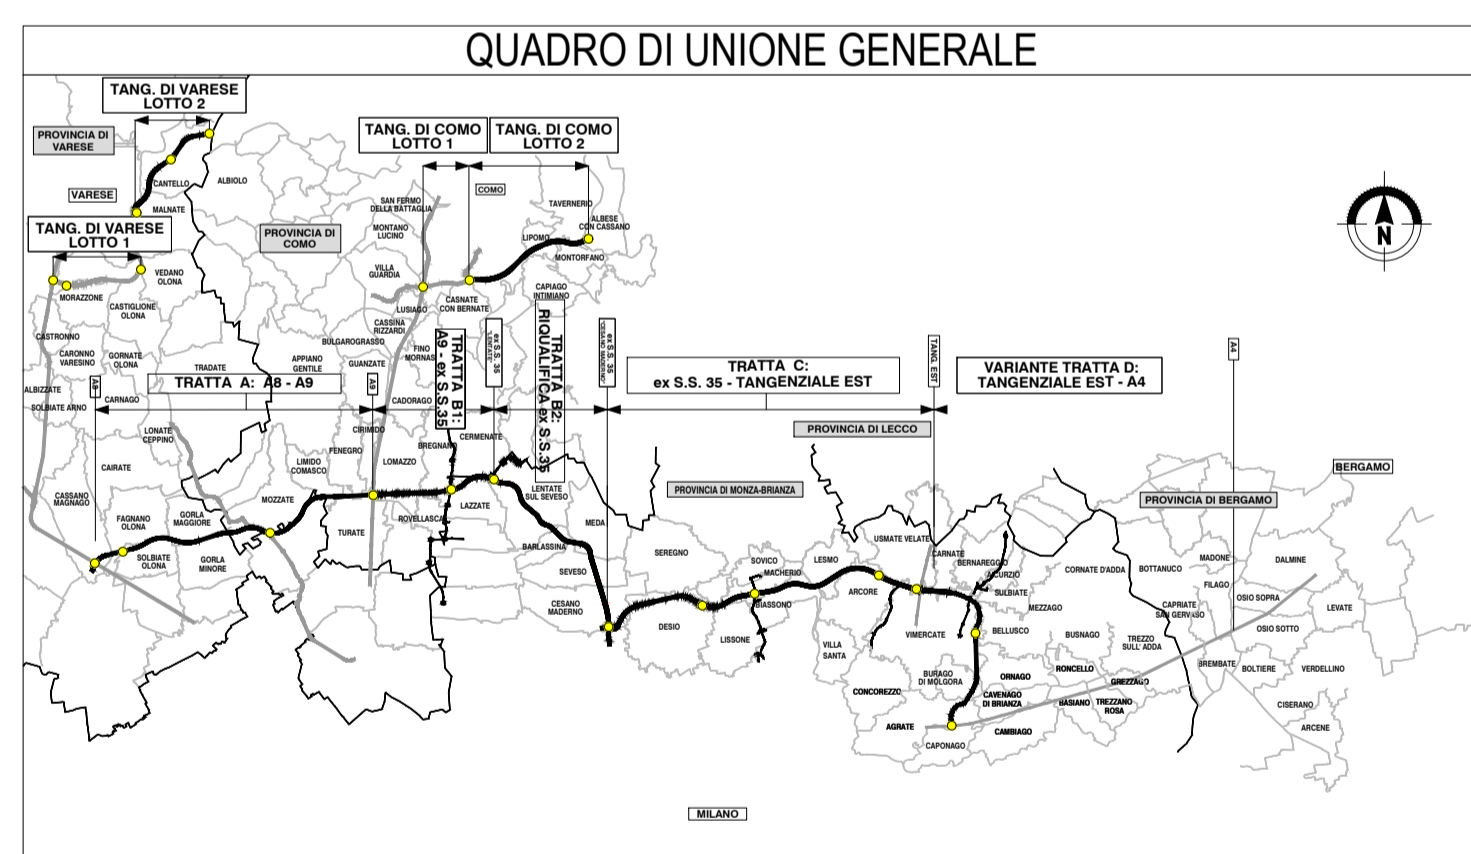 QUADRO DI UNIONE GENERALE
TANG. DI VARESE
LOTTO 2
PROVINCIA DI
VARESE
TANG. DI COMO
LOTTO 1
TANG. DI COMO
LOTTO 2
CANTELLO
ALBIOLO
VARESE
MALNATE
COMO
SAN FERMO
DELLA BATTAGLIA
TAVERNERIO
ALBESE
CON CASSANO
TANG. DI VARESE
LOTTO 1
PROVINCIA DI
COMO
MONTANO
LUCINO
LIPOMO
MONTORFANO
N
VEDANO
OLONA
VILLA
GUARDIA
MORAZZONE
CASTIGLIONE
OLONA
LUSIAGO
CASNATE
CON BERNATE
CAPIAGO
INTIMIANO
CASSINA
RIZZARDI
CASTRONNO
BULGAROGRASSO
CARONNO
VARESINO
GORNATE
OLONA
TRADATE
APPIANO
GENTILE
GUANZATE
FINO
MORNAS
TRATTA B1:
A9 - ex S.S.35
ex S.S. 35
"LENTATE"
TRATTA B2:
RIQUALIFICA ex S.S.35
ex S.S. 35
"CESANO MADERNO"
TRATTA C:
ex S.S. 35 - TANGENZIALE EST
TANG. EST
VARIANTE TRATTA D:
TANGENZIALE EST - A4
A4
ALBIZZATE
A8
TRATTA A: A8 - A9
A9
SOLBIATE ARNO
CARNAGO
CADORAGO
LONATE
CEPPINO
CIRIMIDO
FENEGRO
BREGNANO
CERMENATE
PROVINCIA DI LECCO
CAIRATE
LIMIDO
COMASCO
LOMAZZO
BERGAMO
CASSANO
MAGNAGO
MOZZATE
LENTATE
SUL SEVESO
PROVINCIA DI MONZA-BRIANZA
PROVINCIA DI BERGAMO
FAGNANO
OLONA
GORLA
MAGGIORE
TURATE
ROVELLASCA
LAZZATE
MEDA
SOLBIATE
OLONA
GORLA
MINORE
BARLASSINA
SEREGNO
SOVICO
LESMO
USMATE VELATE
CARNATE
BERNAREGGIO
MADONE
DALMINE
SEVESO
MACHERIO
CORNATE D'ADDA
BOTTANUCO
FILAGO
CESANO
MADERNO
BIASSONO
ARCORE
SULBIATE
MEZZAGO
CAPRIATE
SAN GERVASO
OSIO SOPRA
LEVATE
DESIO
LISSONE
VILLA
SANTA
VIMERCATE
BELLUSCO
BUSNAGO
TREZZO
SULL' ADDA
OSIO SOTTO
BURAGO
DI MOLGORA
ORNAGO
RONCELLO
GREZZAGO
BREMBATE
BOLTIERE
VERDELLINO
CONCOREZZO
CAVENAGO
DI BRIANZA
BASIANO
TREZZANO
ROSA
CISERANO
AGRATE
CAMBIAGO
ARCENE
CAPONAGO
MILANO